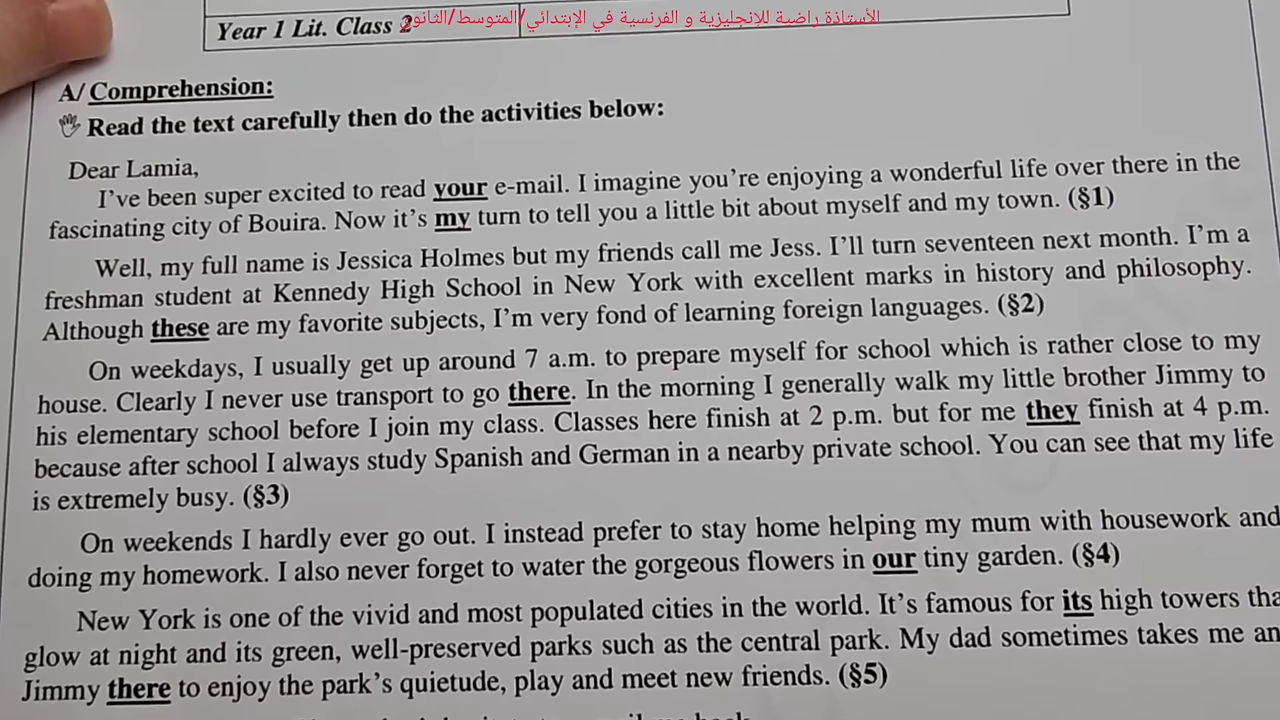 الأستاذة راضية للإنجليزية و الفرنسية في الإبتدائي/المتوسط/الثانوي
Year 1 Lit. Class 2
A/ Comprehension:
Read the text carefully then do the activities below:
Dear Lamia,
I've been super excited to read your e-mail. I imagine you're enjoying a wonderful life over there in the
fascinating city of Bouira. Now it's my turn to tell you a little bit about myself and my town. (§1)
Well, my full name is Jessica Holmes but my friends call me Jess. I'll turn seventeen next month. I'm a
freshman student at Kennedy High School in New York with excellent marks in history and philosophy.
Although these are my favorite subjects, I'm very fond of learning foreign languages. (§2)
On weekdays, I usually get up around 7 a.m. to prepare myself for school which is rather close to my
house. Clearly I never use transport to go there. In the morning I generally walk my little brother Jimmy to
his elementary school before I join my class. Classes here finish at 2 p.m. but for me they finish at 4 p.m.
because after school I always study Spanish and German in a nearby private school. You can see that my life
is extremely busy. (§3)
On weekends I hardly ever go out. I instead prefer to stay home helping my mum with housework and
doing my homework. I also never forget to water the gorgeous flowers in our tiny garden. (§4)
New York is one of the vivid and most populated cities in the world. It's famous for its high towers tha
glow at night and its green, well-preserved parks such as the central park. My dad sometimes takes me an
Jimmy there to enjoy the park's quietude, play and meet new friends. (§5)